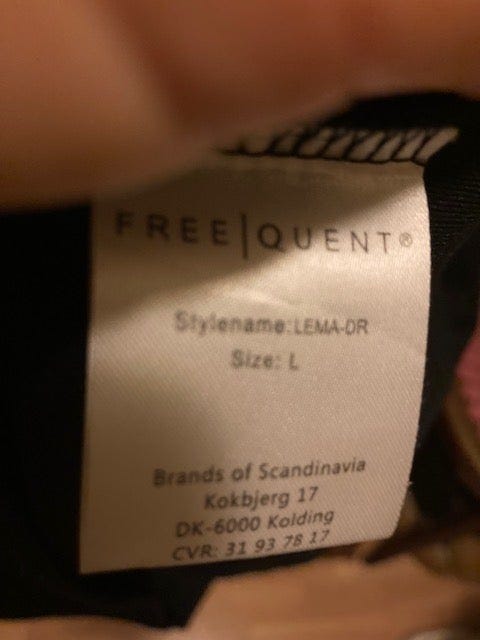 FREE|QUENT®
Stylename:LEMA-DR
Size: L
Brands of Scandinavia
Kokbjerg 17
DK-6000 Kolding
CVR: 31 93 78 17